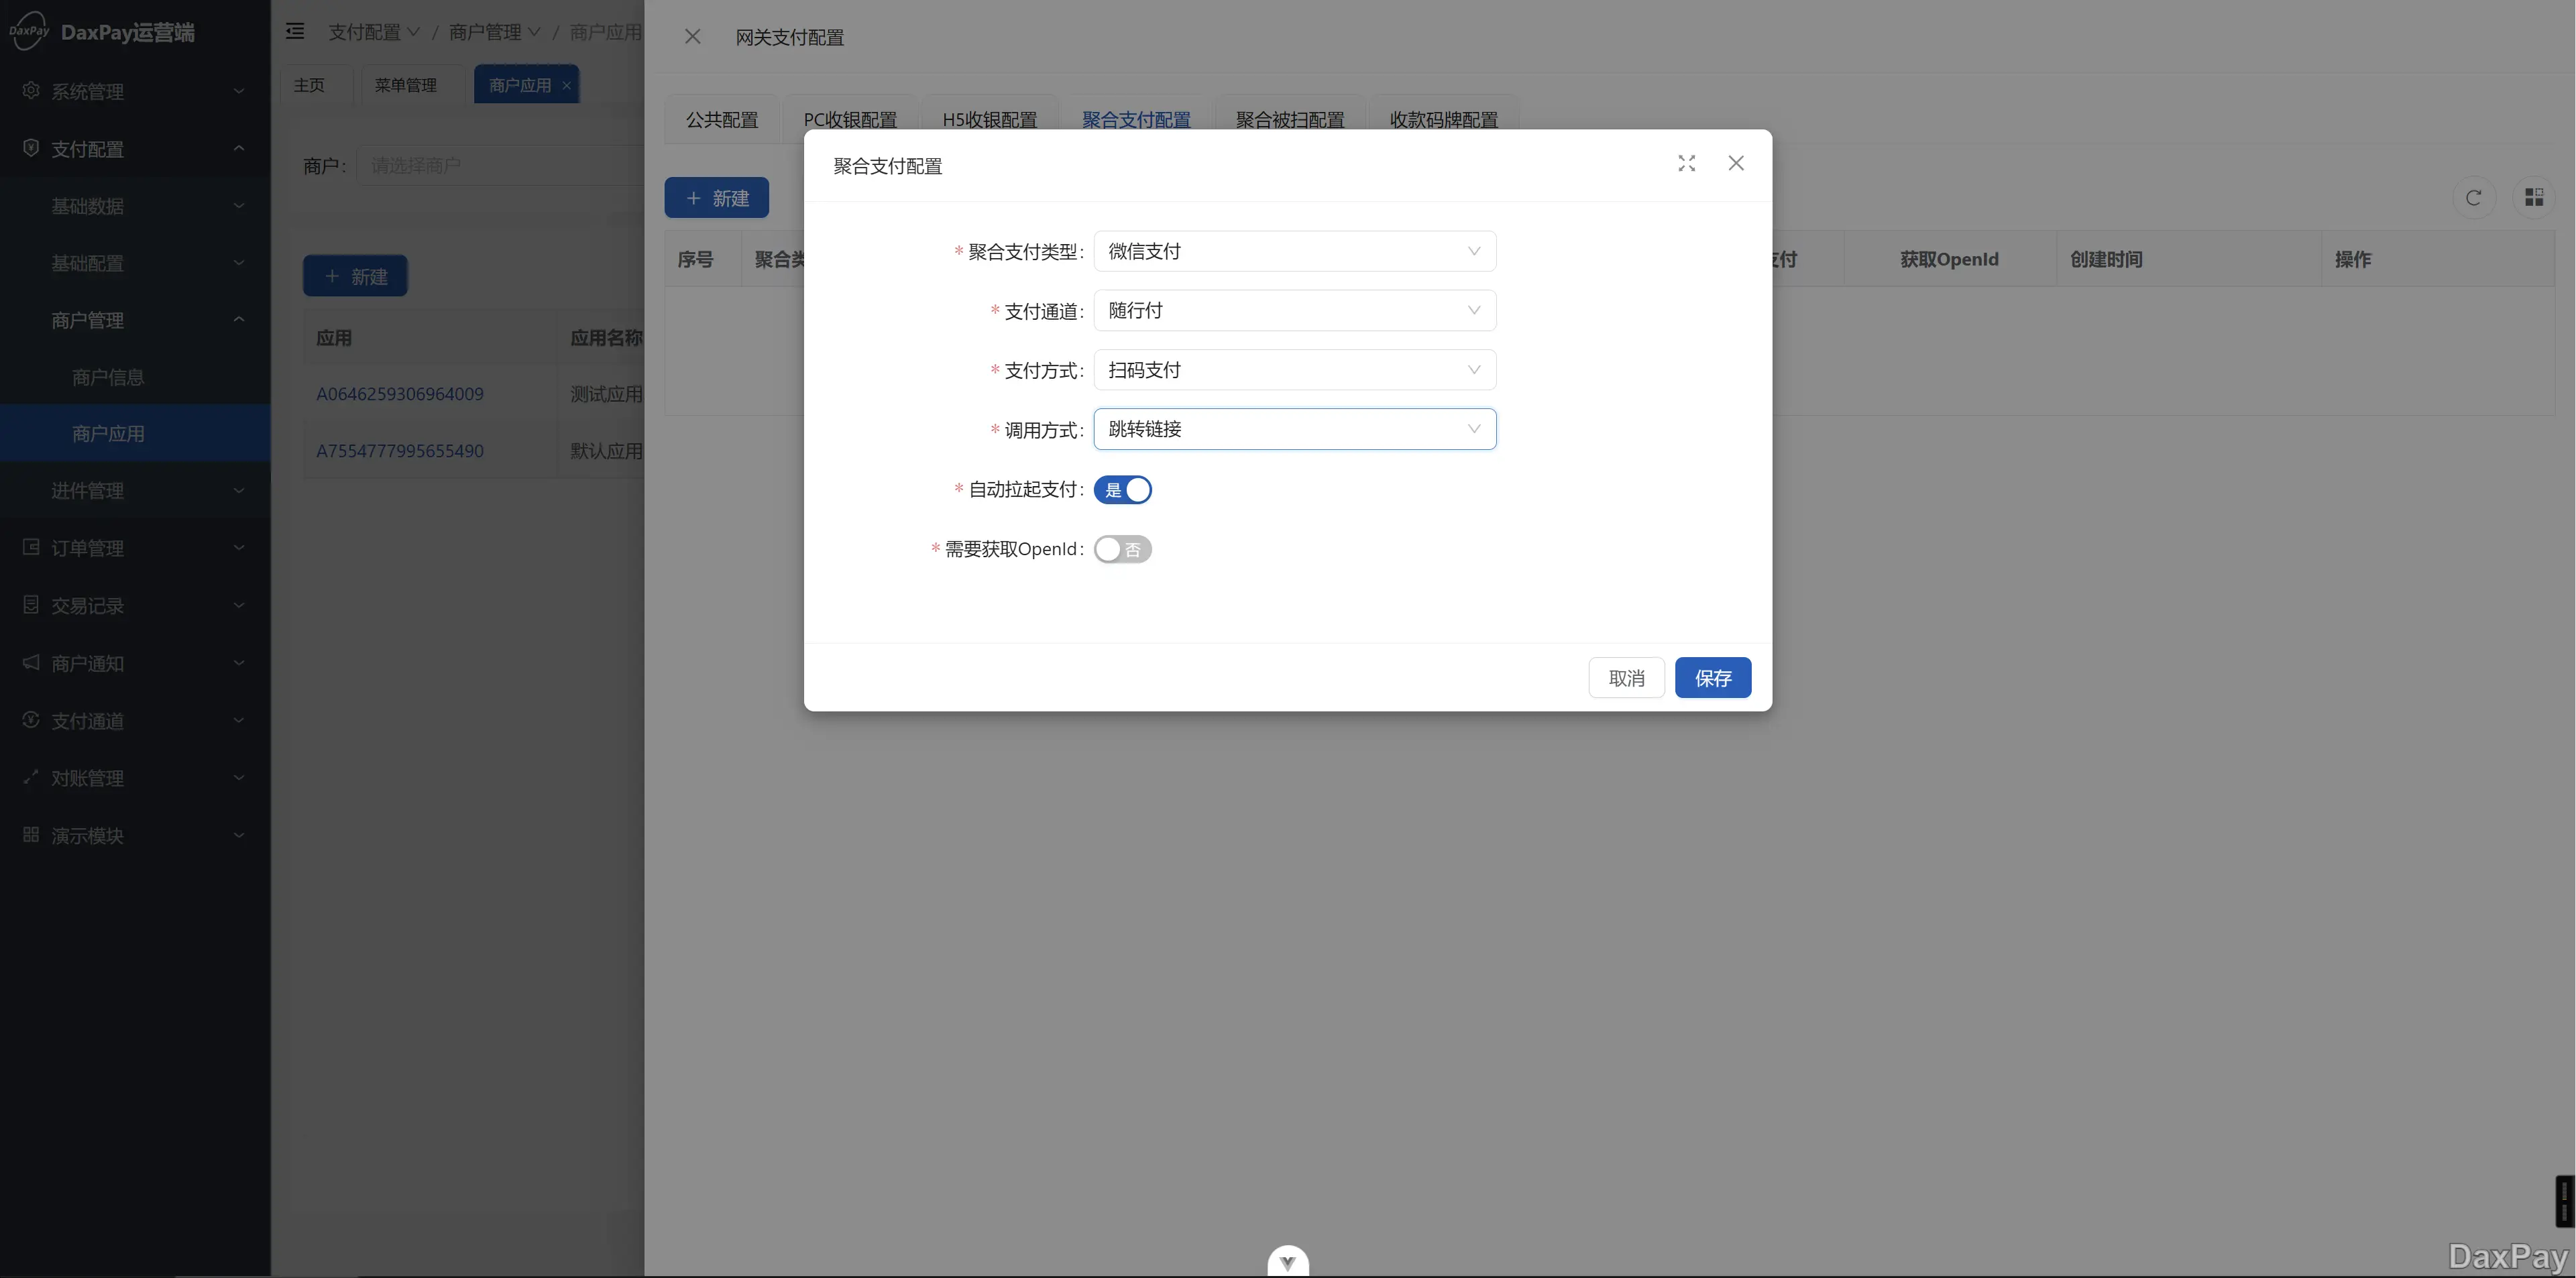 DaxPay DaxPay运营端
系统管理
支付配置
基础数据
基础配置
商户管理
商户信息
商户应用
进件管理
订单管理
交易记录
商户通知
支付通道
对账管理
演示模块
支付配置 / 商户管理 / 商户应用
主页 菜单管理 商户应用
商户: 请选择商户
新建
应用 应用名称
A0646259306964009 测试应用
A7554777995655490 默认应用
网关支付配置
公共配置 PC收银配置 H5收银配置 聚合支付配置 聚合被扫配置 收款码牌配置
新建
序号 聚合类 支付 获取OpenId 创建时间 操作
聚合支付配置
* 聚合支付类型: 微信支付
* 支付通道: 随行付
* 支付方式: 扫码支付
* 调用方式: 跳转链接
* 自动拉起支付: 是
* 需要获取OpenId: 否
取消 保存
DaxPay